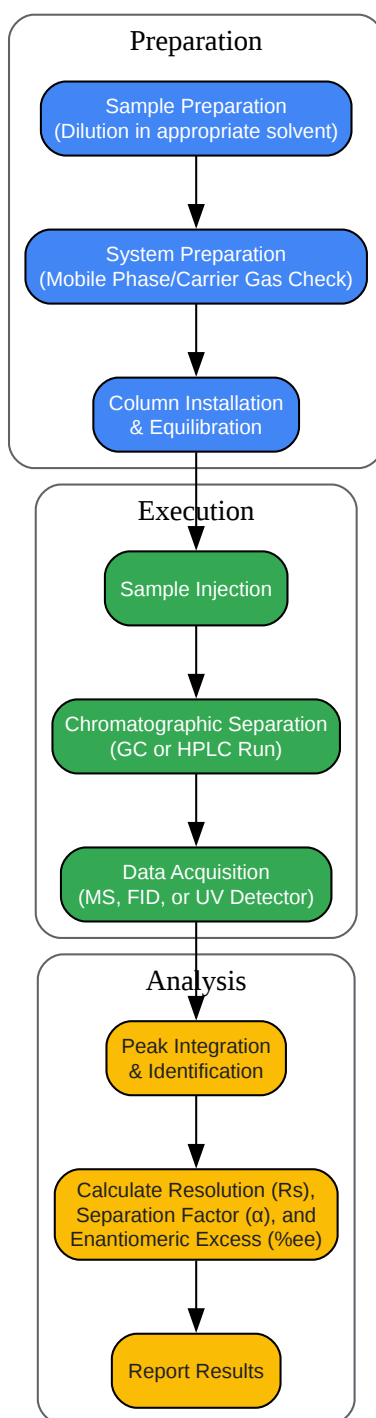 Preparation
Sample Preparation
(Dilution in appropriate solvent)
System Preparation
(Mobile Phase/Carrier Gas Check)
Column Installation
& Equilibration
Execution
Sample Injection
Chromatographic Separation
(GC or HPLC Run)
Data Acquisition
(MS, FID, or UV Detector)
Analysis
Peak Integration
& Identification
Calculate Resolution (Rs),
Separation Factor (α), and
Enantiomeric Excess (%ee)
Report Results